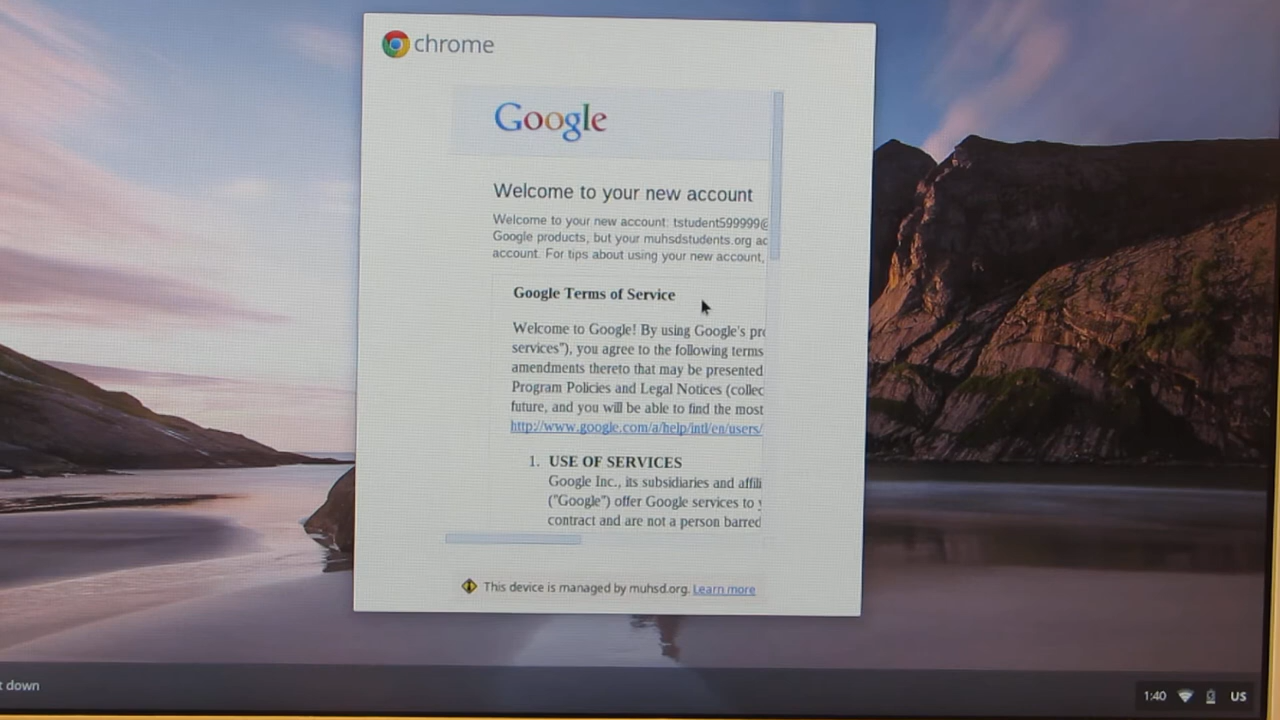 chrome
Google
Welcome to your new account
Welcome to your new account: tstudent599999@
Google products, but your muhsdstudents.org ac
account. For tips about using your new account,
Google Terms of Service
Welcome to Google! By using Google's pro
services"), you agree to the following terms
amendments thereto that may be presented
Program Policies and Legal Notices (collec
future, and you will be able to find the most
http://www.google.com/a/help/intl/en/users/
1. USE OF SERVICES
Google Inc., its subsidiaries and affili
("Google") offer Google services to y
contract and are not a person barred
This device is managed by muhsd.org. Learn more
t down
1:40
US